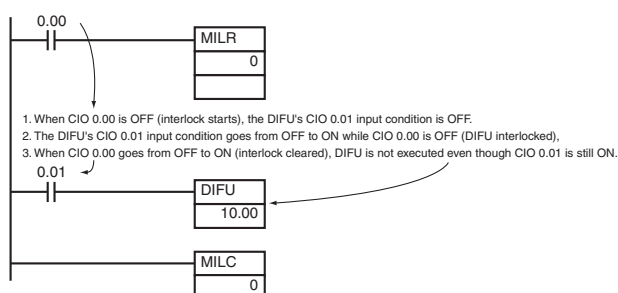 0.00
MILR
0
1. When CIO 0.00 is OFF (interlock starts), the DIFU's CIO 0.01 input condition is OFF.
2. The DIFU's CIO 0.01 input condition goes from OFF to ON while CIO 0.00 is OFF (DIFU interlocked),
3. When CIO 0.00 goes from OFF to ON (interlock cleared), DIFU is not executed even though CIO 0.01 is still ON.
0.01
DIFU
10.00
MILC
0